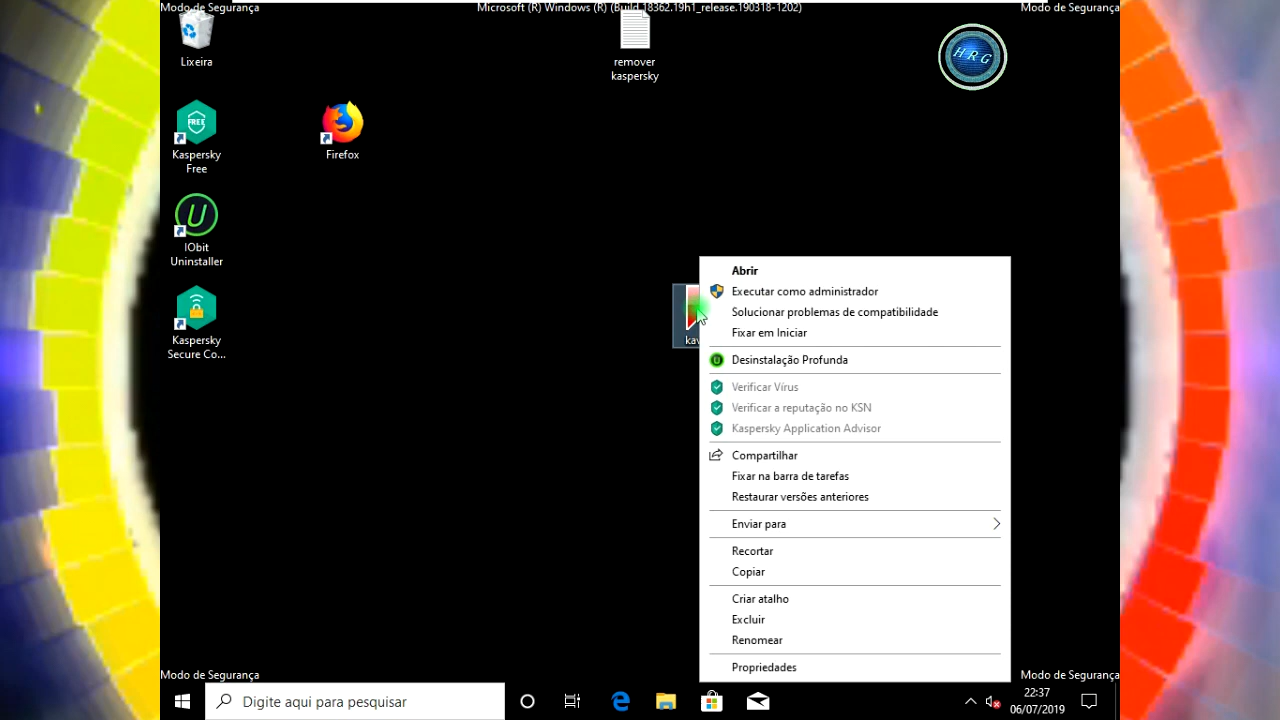 Modo de Segurança
Microsoft (R) Windows (R) (Build 18362.19h1_release.190318-1202)
Modo de Segurança
Lixeira
remover
kaspersky
HRG
FREE
Kaspersky
Free
Firefox
IObit
Uninstaller
Kaspersky
Secure Co...
Abrir
Executar como administrador
Solucionar problemas de compatibilidade
Fixar em Iniciar
Desinstalação Profunda
Verificar Vírus
Verificar a reputação no KSN
Kaspersky Application Advisor
Compartilhar
Fixar na barra de tarefas
Restaurar versões anteriores
Enviar para
Recortar
Copiar
Criar atalho
Excluir
Renomear
Propriedades
Modo de Segurança
Modo de Segurança
Digite aqui para pesquisar
22:37
06/07/2019